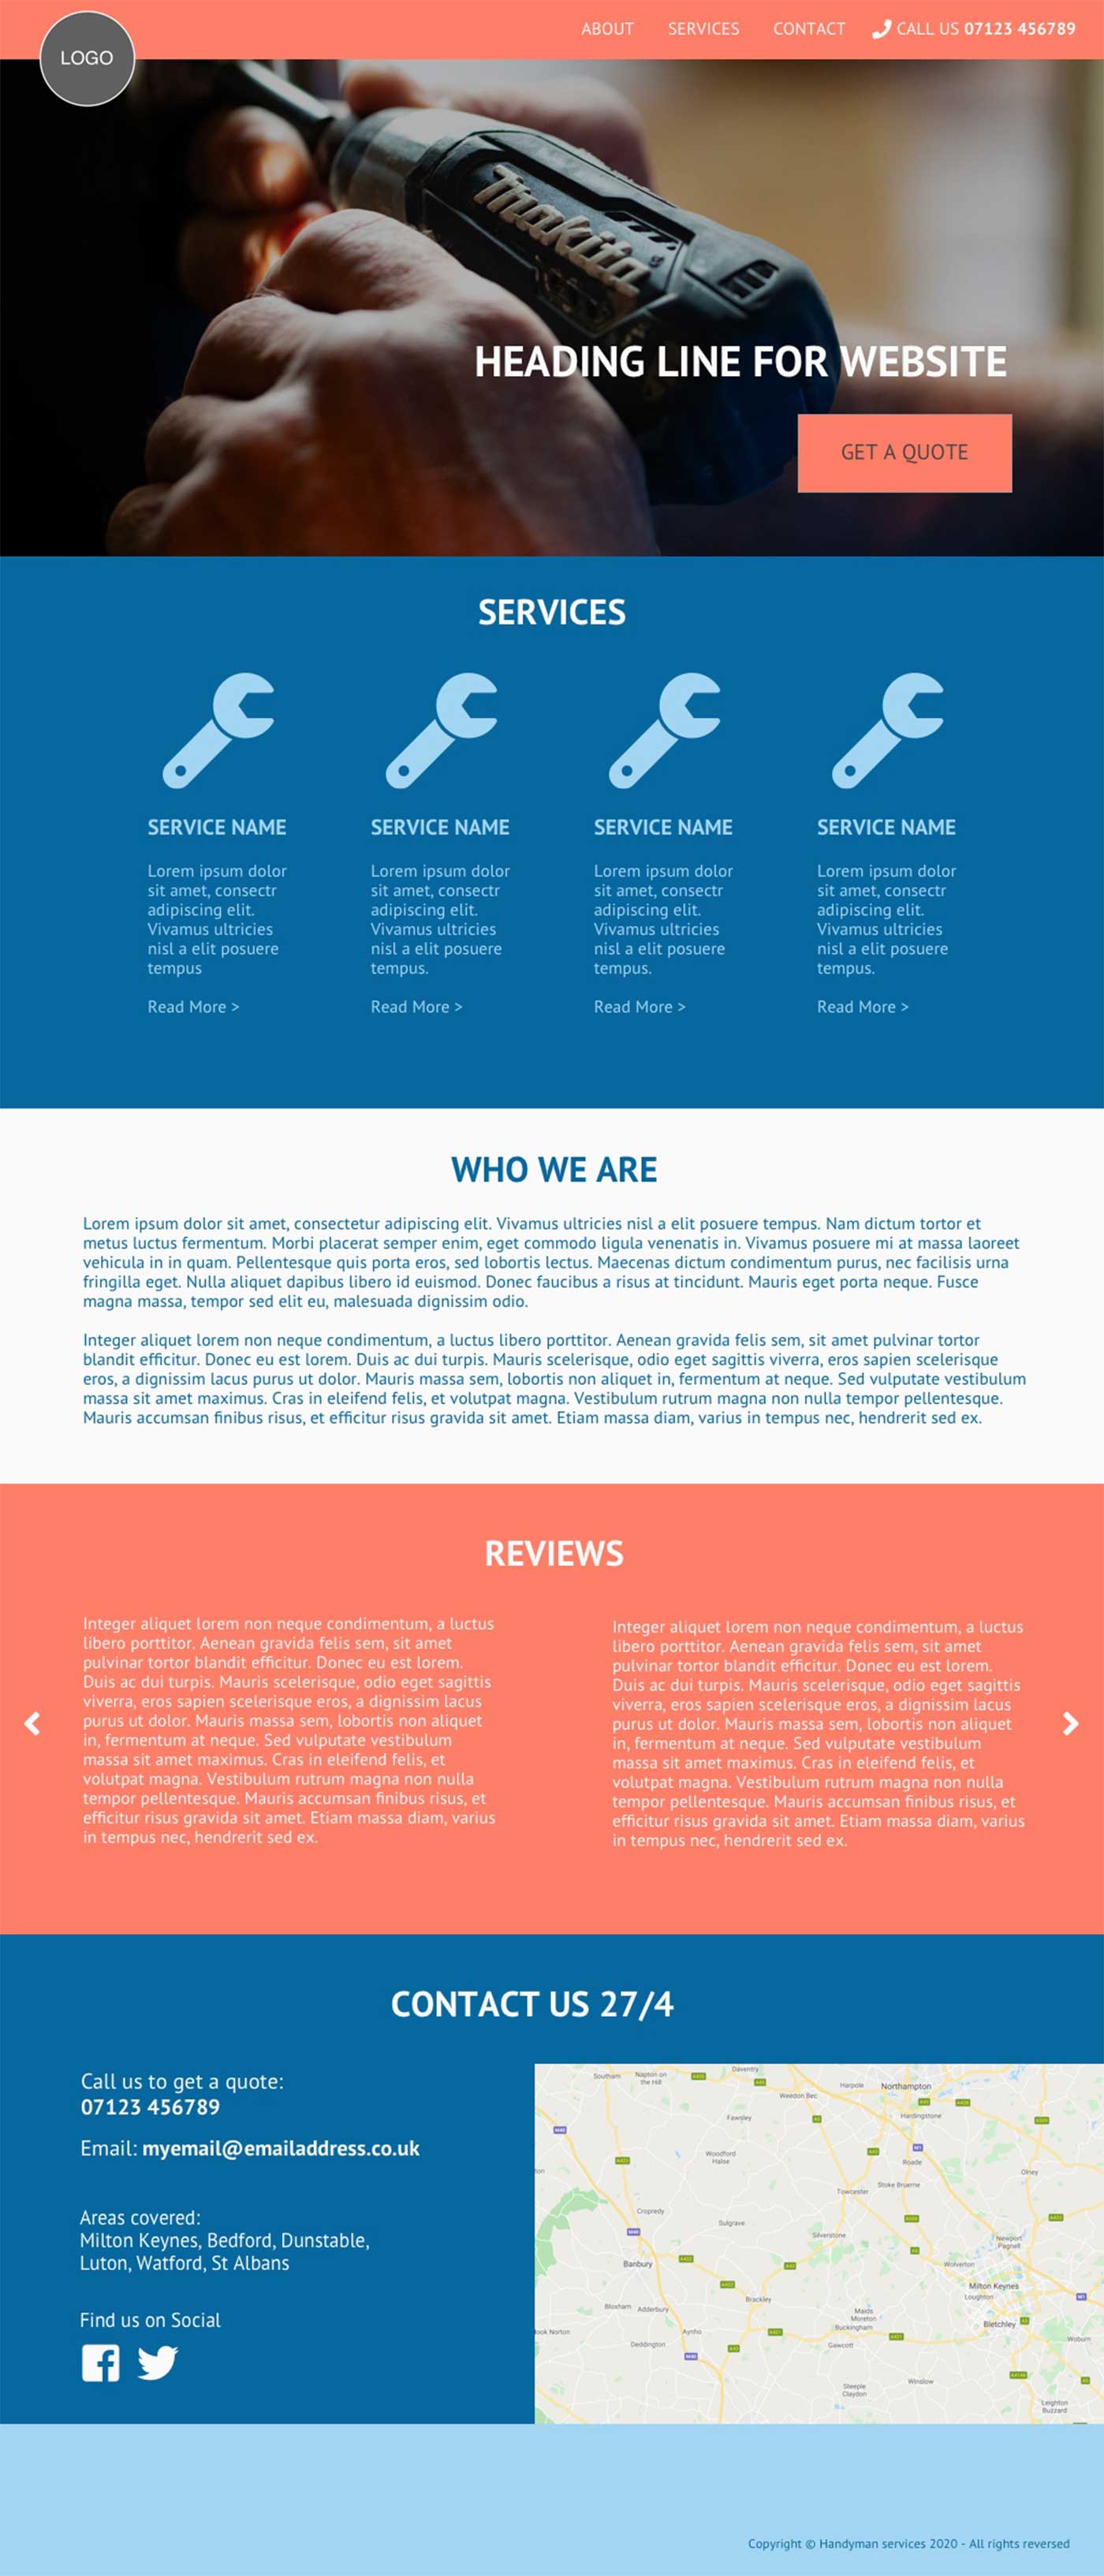 LOGO
ABOUT SERVICES CONTACT CALL US 07123 456789
makita
HEADING LINE FOR WEBSITE
GET A QUOTE
SERVICES
SERVICE NAME
Lorem ipsum dolor
sit amet, consectr
adipiscing elit.
Vivamus ultricies
nisl a elit posuere
tempus
Read More >
SERVICE NAME
Lorem ipsum dolor
sit amet, consectr
adipiscing elit.
Vivamus ultricies
nisl a elit posuere
tempus.
Read More >
SERVICE NAME
Lorem ipsum dolor
sit amet, consectr
adipiscing elit.
Vivamus ultricies
nisl a elit posuere
tempus.
Read More >
SERVICE NAME
Lorem ipsum dolor
sit amet, consectr
adipiscing elit.
Vivamus ultricies
nisl a elit posuere
tempus.
Read More >
WHO WE ARE
Lorem ipsum dolor sit amet, consectetur adipiscing elit. Vivamus ultricies nisl a elit posuere tempus. Nam dictum tortor et
metus luctus fermentum. Morbi placerat semper enim, eget commodo ligula venenatis in. Vivamus posuere mi at massa laoreet
vehicula in in quam. Pellentesque quis porta eros, sed lobortis lectus. Maecenas dictum condimentum purus, nec facilisis urna
fringilla eget. Nulla aliquet dapibus libero id euismod. Donec faucibus a risus at tincidunt. Mauris eget porta neque. Fusce
magna massa, tempor sed elit eu, malesuada dignissim odio.
Integer aliquet lorem non neque condimentum, a luctus libero porttitor. Aenean gravida felis sem, sit amet pulvinar tortor
blandit efficitur. Donec eu est lorem. Duis ac dui turpis. Mauris scelerisque, odio eget sagittis viverra, eros sapien scelerisque
eros, a dignissim lacus purus ut dolor. Mauris massa sem, lobortis non aliquet in, fermentum at neque. Sed vulputate vestibulum
massa sit amet maximus. Cras in eleifend felis, et volutpat magna. Vestibulum rutrum magna non nulla tempor pellentesque.
Mauris accumsan finibus risus, et efficitur risus gravida sit amet. Etiam massa diam, varius in tempus nec, hendrerit sed ex.
REVIEWS
Integer aliquet lorem non neque condimentum, a luctus
libero porttitor. Aenean gravida felis sem, sit amet
pulvinar tortor blandit efficitur. Donec eu est lorem.
Duis ac dui turpis. Mauris scelerisque, odio eget sagittis
viverra, eros sapien scelerisque eros, a dignissim lacus
purus ut dolor. Mauris massa sem, lobortis non aliquet
in, fermentum at neque. Sed vulputate vestibulum
massa sit amet maximus. Cras in eleifend felis, et
volutpat magna. Vestibulum rutrum magna non nulla
tempor pellentesque. Mauris accumsan finibus risus, et
efficitur risus gravida sit amet. Etiam massa diam, varius
in tempus nec, hendrerit sed ex.
Integer aliquet lorem non neque condimentum, a luctus
libero porttitor. Aenean gravida felis sem, sit amet
pulvinar tortor blandit efficitur. Donec eu est lorem.
Duis ac dui turpis. Mauris scelerisque, odio eget sagittis
viverra, eros sapien scelerisque eros, a dignissim lacus
purus ut dolor. Mauris massa sem, lobortis non aliquet
in, fermentum at neque. Sed vulputate vestibulum
massa sit amet maximus. Cras in eleifend felis, et
volutpat magna. Vestibulum rutrum magna non nulla
tempor pellentesque. Mauris accumsan finibus risus, et
efficitur risus gravida sit amet. Etiam massa diam, varius
in tempus nec, hendrerit sed ex.
CONTACT US 27/4
Call us to get a quote:
07123 456789
Email: myemail@emailaddress.co.uk
Areas covered:
Milton Keynes, Bedford, Dunstable,
Luton, Watford, St Albans
Find us on Social
Daventry
Southam
Napton on
the Hill
Weedon Bec
Harpole
Northampton
Fawsley
Hardingstone
Woodford
Halse
Roade
Olney
Towcester
Stoke Bruerne
Cropredy
Sulgrave
Silverstone
Newport
Pagnell
Banbury
Wolverton
Milton Keynes
Loughton
Brackley
Bloxham
Adderbury
Maids
Moreton
Buckingham
Bletchley
Aynho
ook Norton
Deddington
Gawcott
Woburn
Winslow
Steeple
Claydon
Leighton
Buzzard
Copyright © Handyman services 2020 - All rights reversed